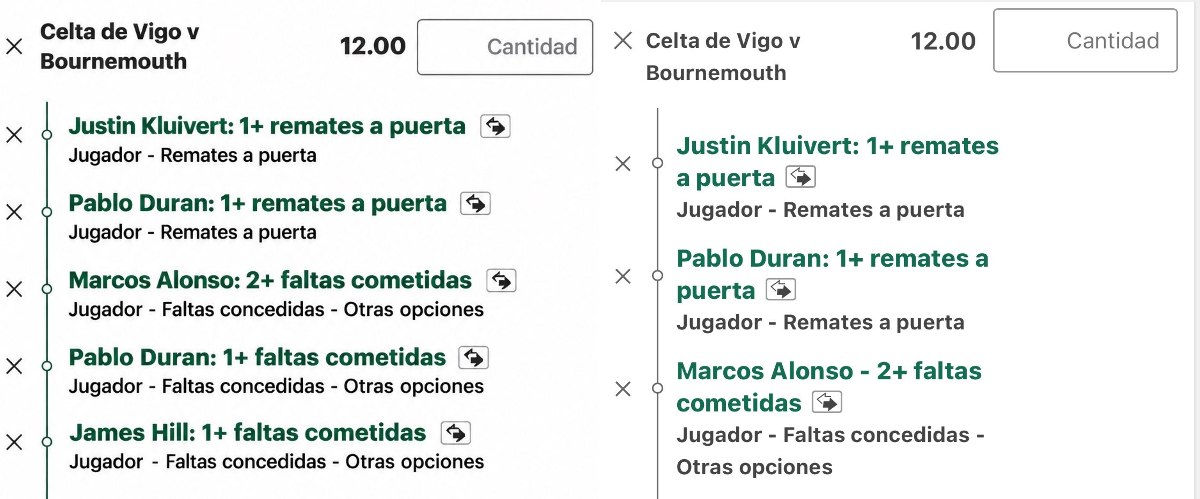 Celta de Vigo v
Bournemouth
12.00
Cantidad
Justin Kluivert: 1+ remates a puerta
Jugador - Remates a puerta
Pablo Duran: 1+ remates a puerta
Jugador - Remates a puerta
Marcos Alonso: 2+ faltas cometidas
Jugador - Faltas concedidas - Otras opciones
Pablo Duran: 1+ faltas cometidas
Jugador - Faltas concedidas - Otras opciones
James Hill: 1+ faltas cometidas
Jugador - Faltas concedidas - Otras opciones
Celta de Vigo v
Bournemouth
12.00
Cantidad
Justin Kluivert: 1+ remates
a puerta
Jugador - Remates a puerta
Pablo Duran: 1+ remates a
puerta
Jugador - Remates a puerta
Marcos Alonso - 2+ faltas
cometidas
Jugador - Faltas concedidas -
Otras opciones